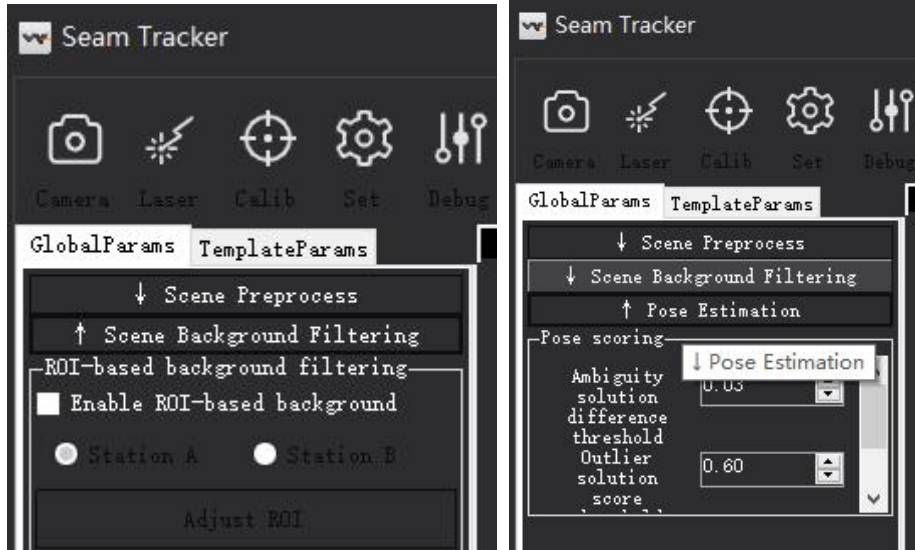 Seam Tracker
Camera Laser Calib Set Debug
GlobalParams TemplateParams
↓ Scene Preprocess
↑ Scene Background Filtering
ROI-based background filtering
Enable ROI-based background
Station A Station B
Adjust ROI
Seam Tracker
Camera Laser Calib Set Debug
GlobalParams TemplateParams
↓ Scene Preprocess
↓ Scene Background Filtering
↑ Pose Estimation
Pose scoring
↓ Pose Estimation
Ambiguity
solution
difference
threshold
0.03
Outlier
solution
score
0.60